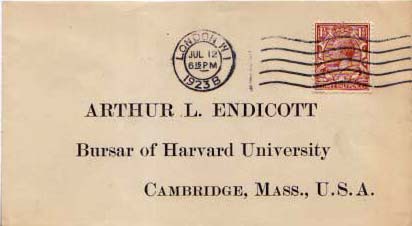 LONDON W 1
JUL 12
6 15 PM
1923 B
ARTHUR L. ENDICOTT
Bursar of Harvard University
CAMBRIDGE, MASS., U.S.A.